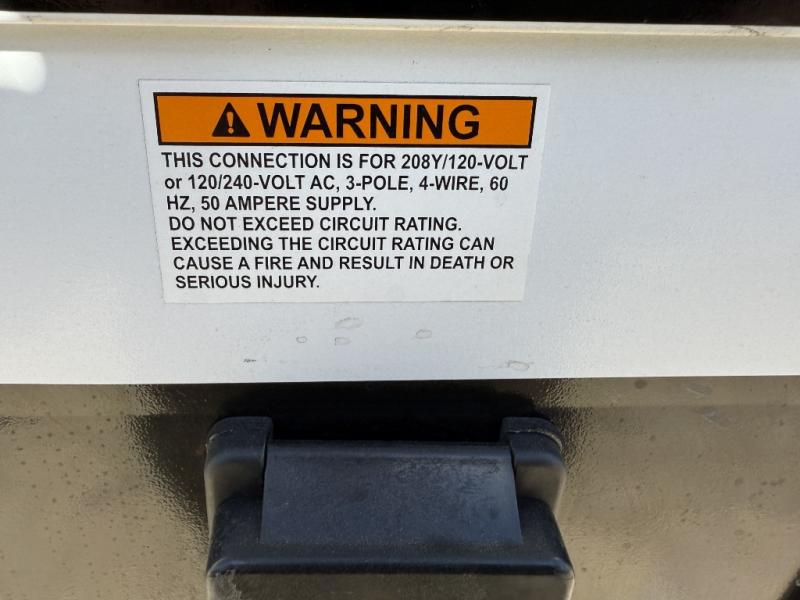 WARNING
THIS CONNECTION IS FOR 208Y/120-VOLT
or 120/240-VOLT AC, 3-POLE, 4-WIRE, 60
HZ, 50 AMPERE SUPPLY.
DO NOT EXCEED CIRCUIT RATING.
EXCEEDING THE CIRCUIT RATING CAN
CAUSE A FIRE AND RESULT IN DEATH OR
SERIOUS INJURY.